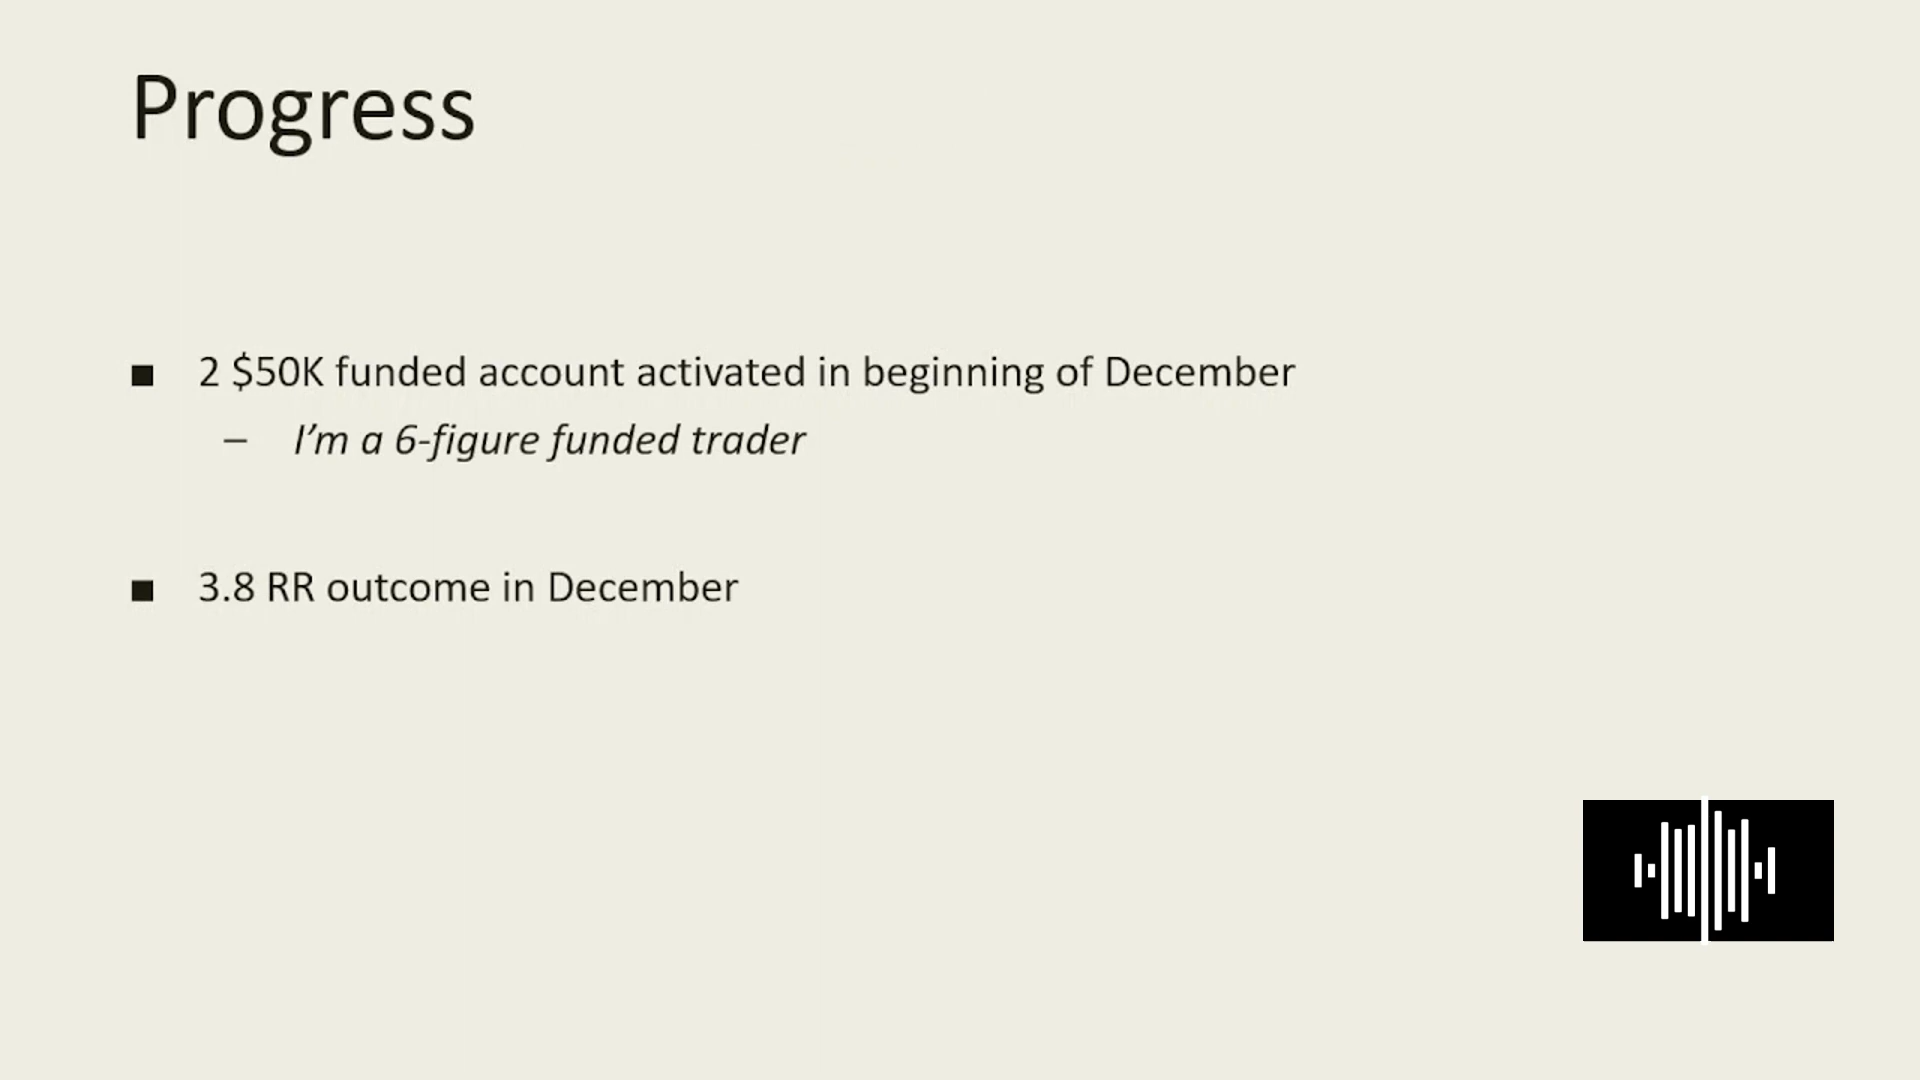 Progress
■ 2 $50K funded account activated in beginning of December
– I’m a 6-figure funded trader
■ 3.8 RR outcome in December